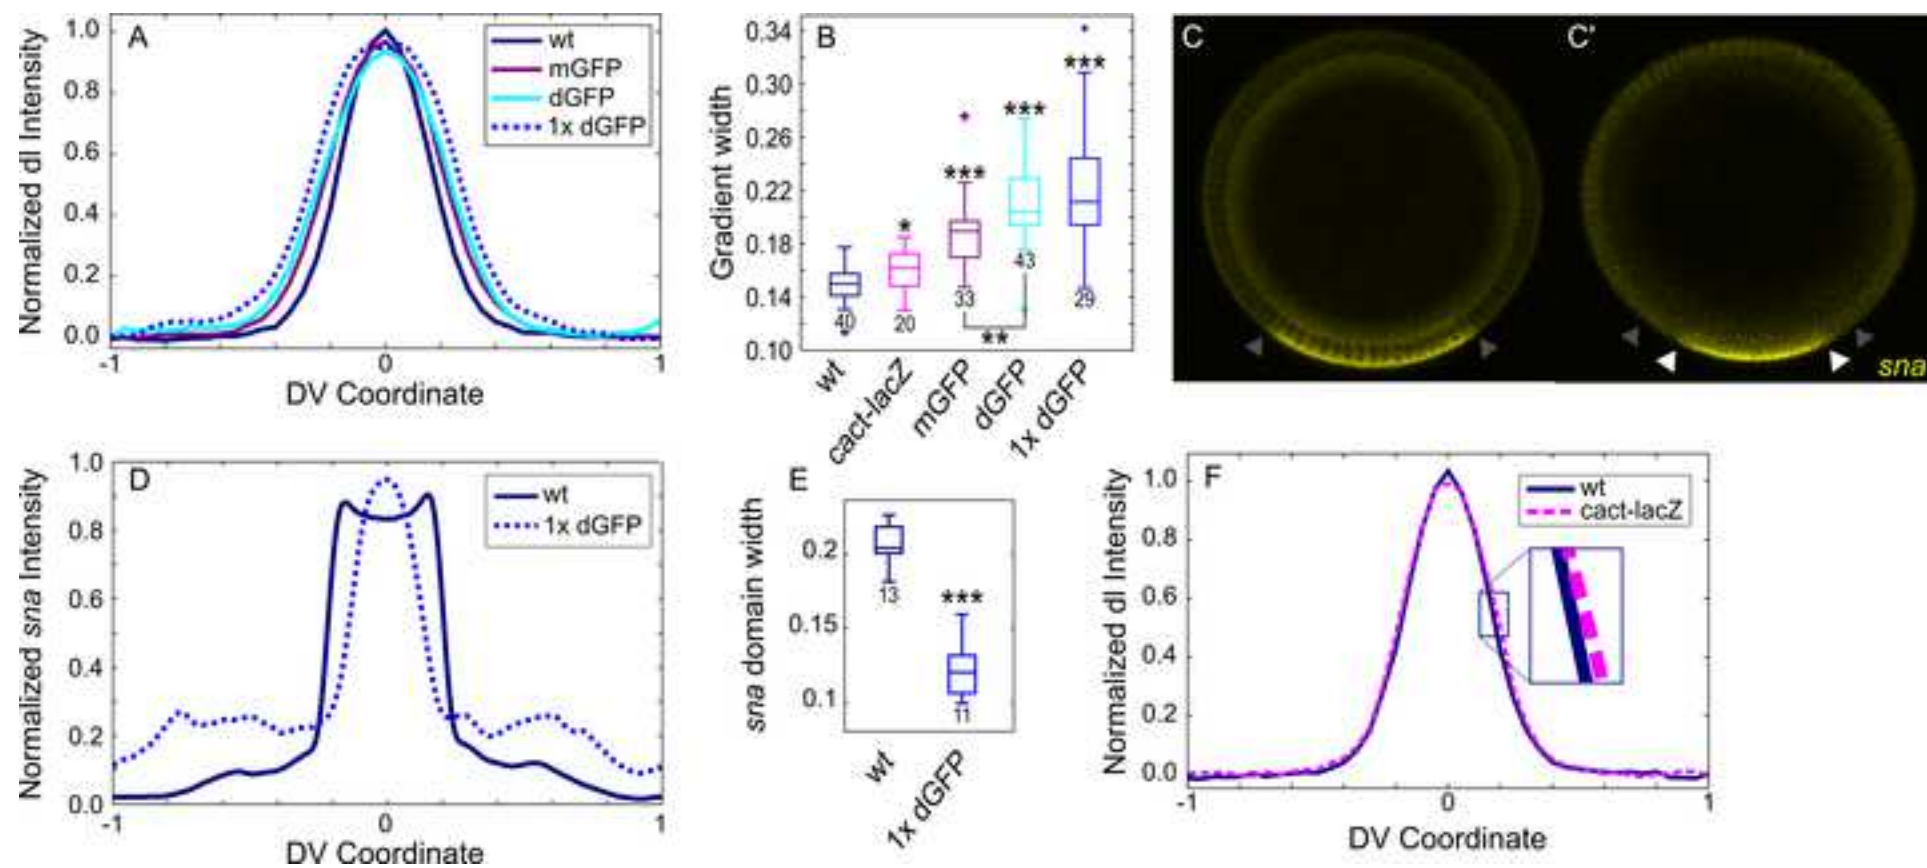 A
Normalized dl Intensity
1.0
0.8
0.6
0.4
0.2
0.0
-1
0
1
DV Coordinate
wt
mGFP
dGFP
1x dGFP
B
Gradient width
0.34
0.30
0.26
0.22
0.18
0.14
0.10
***
***
***
*
**
40
20
33
43
29
wt
cact-lacZ
mGFP
dGFP
1x dGFP
C
C'
sna
D
Normalized sna Intensity
1.0
0.8
0.6
0.4
0.2
0.0
-1
0
1
DV Coordinate
wt
1x dGFP
E
sna domain width
0.2
0.15
0.1
13
***
11
wt
1x dGFP
F
Normalized dl Intensity
1.0
0.8
0.6
0.4
0.2
0.0
-1
0
1
DV Coordinate
wt
cact-lacZ